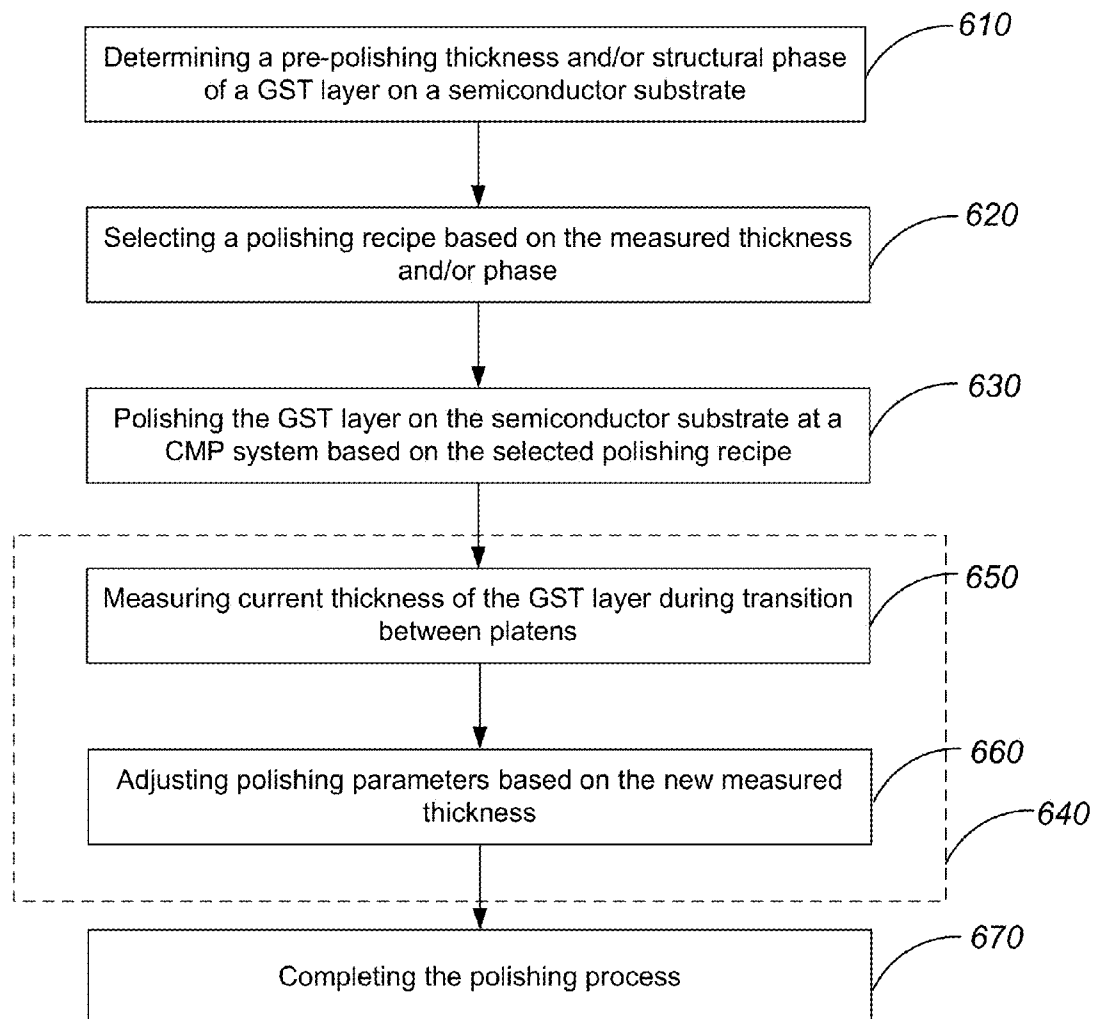 610
Determining a pre-polishing thickness and/or structural phase
of a GST layer on a semiconductor substrate
620
Selecting a polishing recipe based on the measured thickness
and/or phase
630
Polishing the GST layer on the semiconductor substrate at a
CMP system based on the selected polishing recipe
650
Measuring current thickness of the GST layer during transition
between platens
660
Adjusting polishing parameters based on the new measured
thickness
640
670
Completing the polishing process